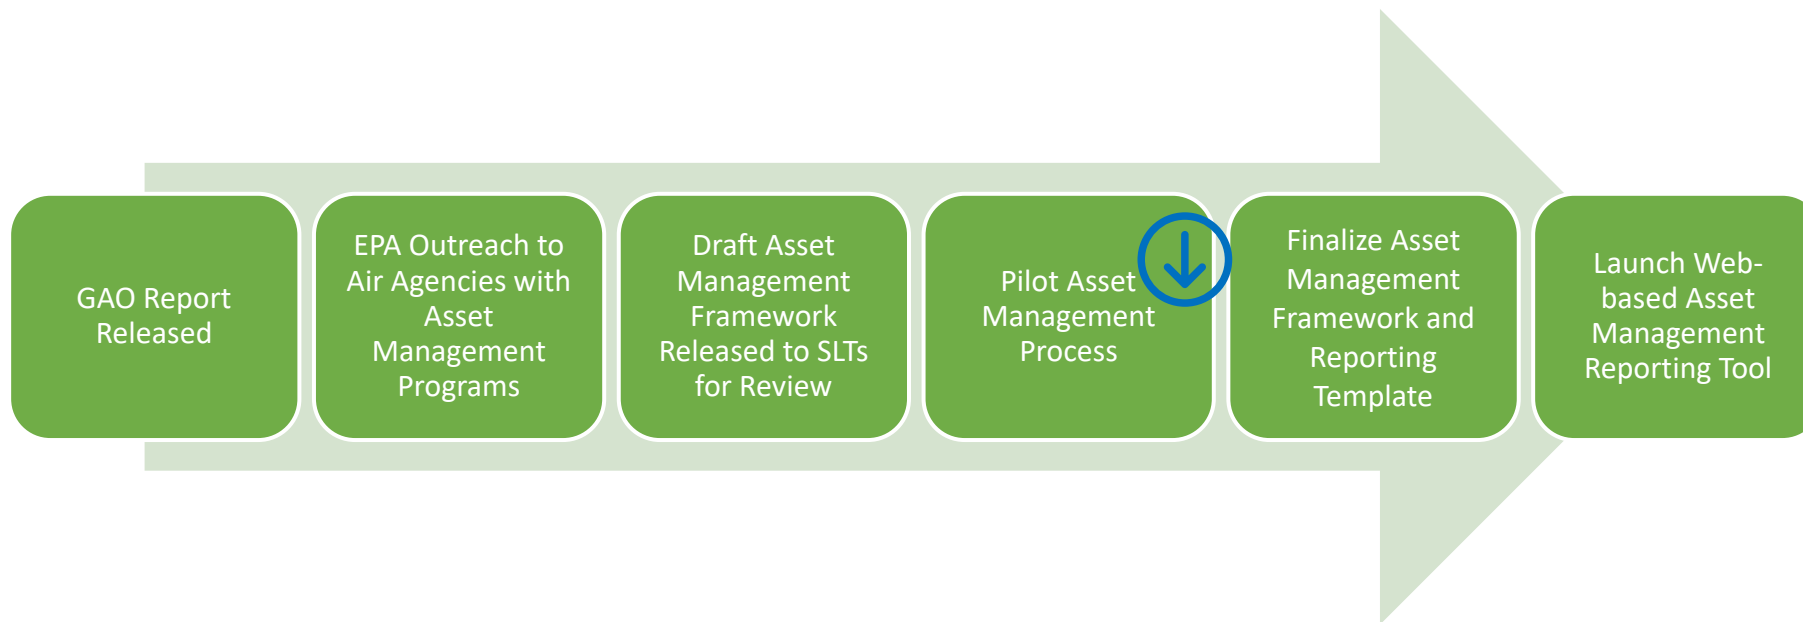 GAO Report
Released
EPA Outreach to
Air Agencies with
Asset
Management
Programs
Draft Asset
Management
Framework
Released to SLTs
for Review
Pilot Asset
Management
Process
Finalize Asset
Management
Framework and
Reporting
Template
Launch Web-
based Asset
Management
Reporting Tool